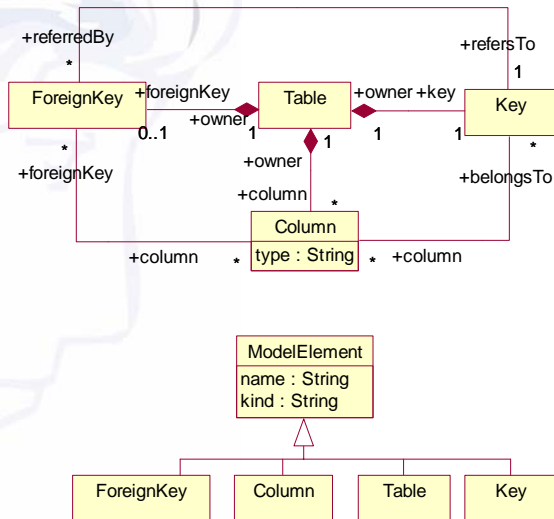 +referredBy
+refersTo
*
1
ForeignKey
+foreignKey
Table
+owner +key
Key
0..1
+owner
1
1
1
1
*
*
+foreignKey
+owner
+belongsTo
+column
*
Column
type : String
+column
*
*
+column
ModelElement
name : String
kind : String
ForeignKey
Column
Table
Key